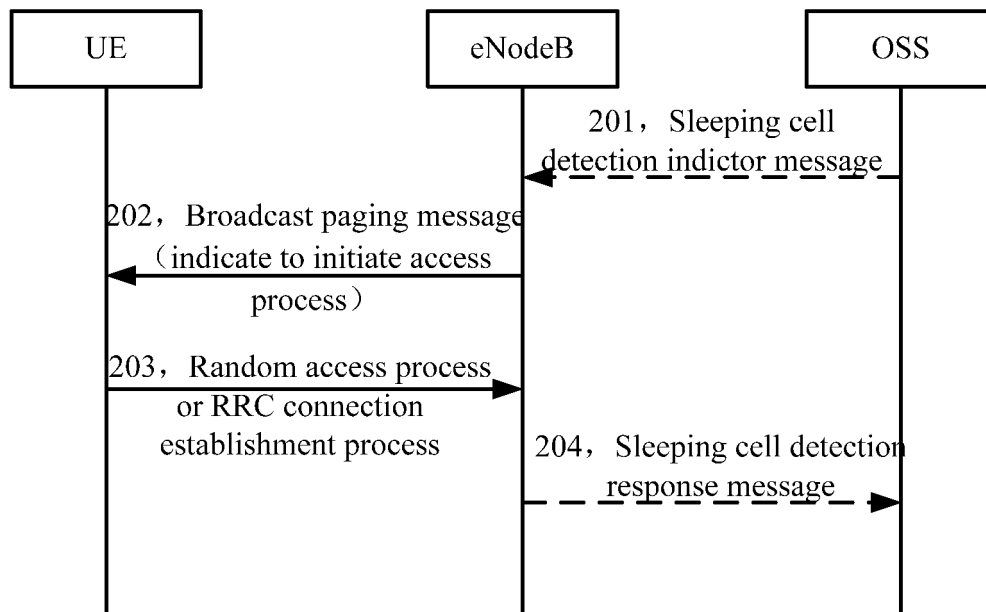 UE
eNodeB
OSS
201，Sleeping cell
detection indictor message
202，Broadcast paging message
（indicate to initiate access
process）
203，Random access process
or RRC connection
establishment process
204，Sleeping cell detection
response message